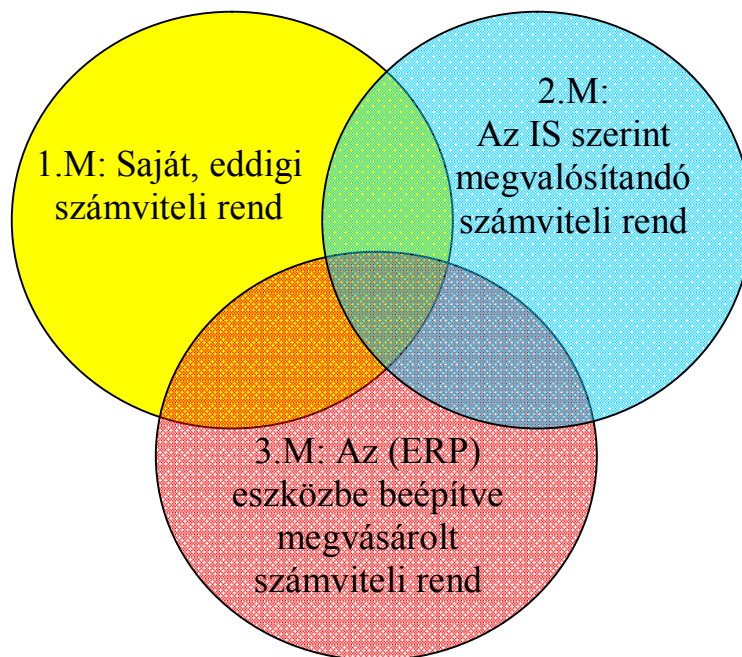 1.M: Saját, eddigi
számviteli rend
2.M:
Az IS szerint
megvalósítandó
számviteli rend
3.M: Az (ERP)
eszközbe beépítve
megvásárolt
számviteli rend